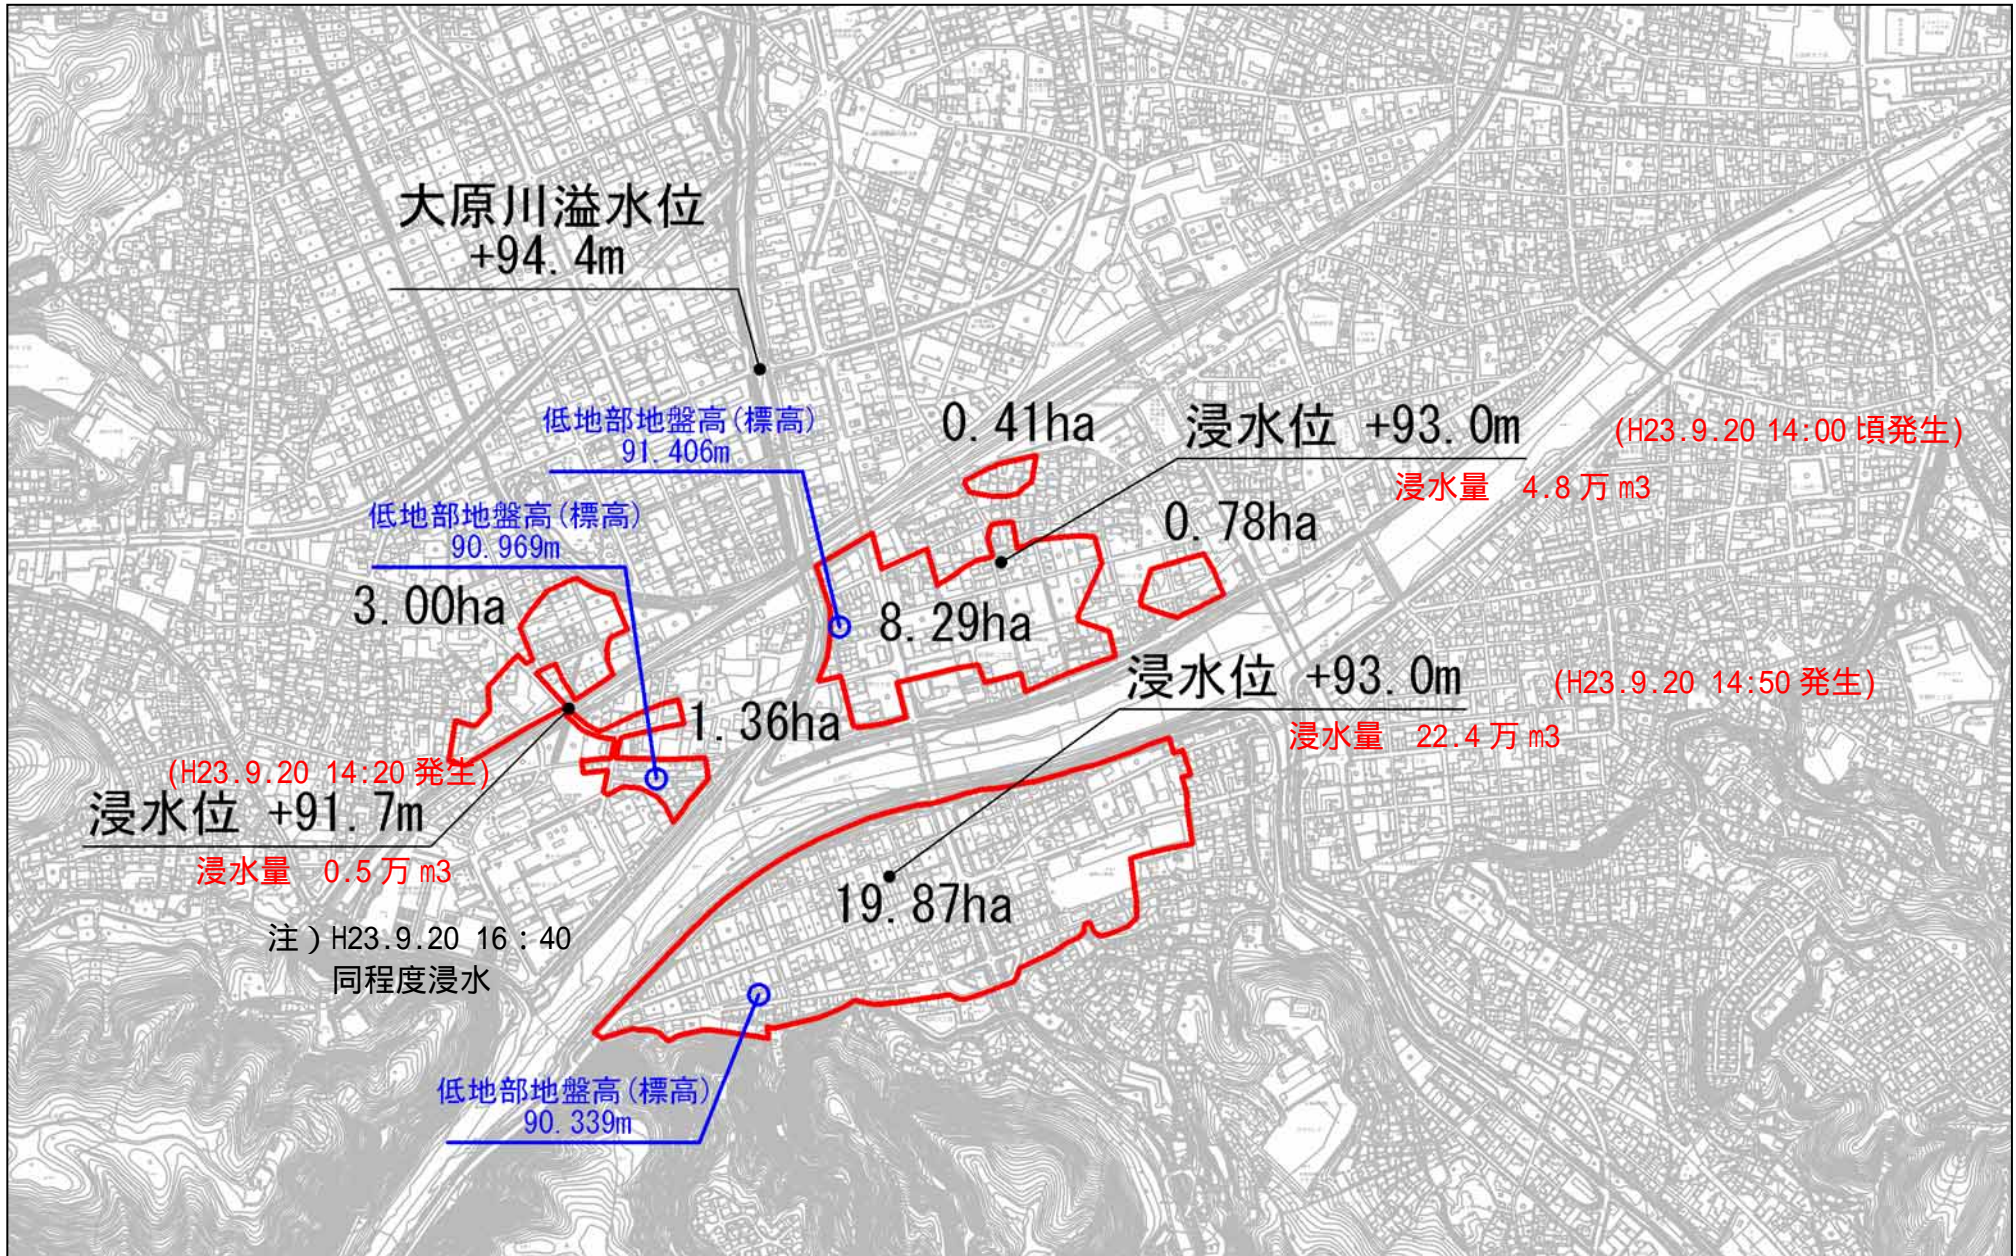 大原川溢水位
+94.4m
低地部地盤高(標高)
91.406m
0.41ha
浸水位 +93.0m
(H23.9.20 14:00 頃発生)
浸水量 4.8 万 m3
低地部地盤高(標高)
90.969m
0.78ha
3.00ha
8.29ha
浸水位 +93.0m
(H23.9.20 14:50 発生)
浸水量 22.4 万 m3
1.36ha
(H23.9.20 14:20 発生)
浸水位 +91.7m
浸水量 0.5 万 m3
19.87ha
注）H23.9.20 16：40
同程度浸水
低地部地盤高(標高)
90.339m